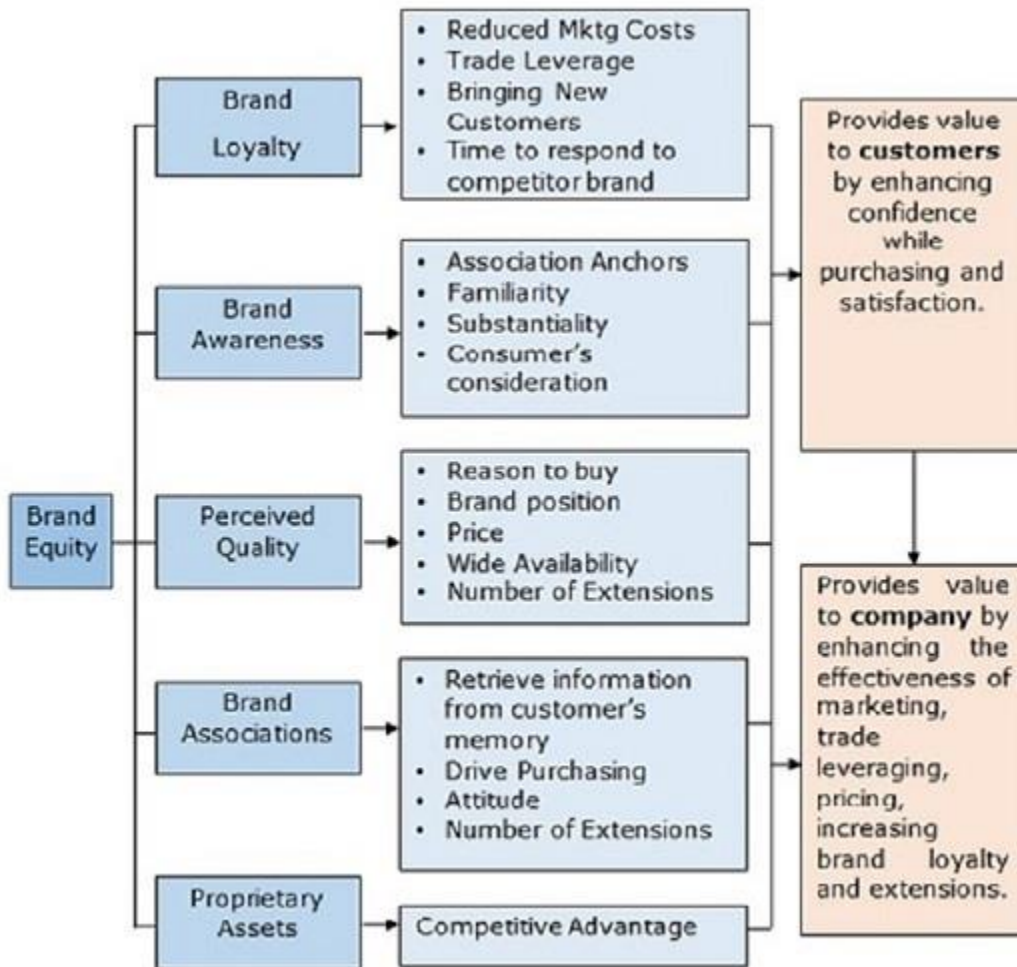 Brand
Equity
Brand
Loyalty
• Reduced Mktg Costs
• Trade Leverage
• Bringing New
Customers
• Time to respond to
competitor brand
Brand
Awareness
• Association Anchors
• Familiarity
• Substantiality
• Consumer's
consideration
Perceived
Quality
• Reason to buy
• Brand position
• Price
• Wide Availability
• Number of Extensions
Brand
Associations
• Retrieve information
from customer's
memory
• Drive Purchasing
• Attitude
• Number of Extensions
Proprietary
Assets
Competitive Advantage
Provides value
to customers
by enhancing
confidence
while
purchasing and
satisfaction.
Provides value
to company by
enhancing the
effectiveness of
marketing,
trade
leveraging,
pricing,
increasing
brand loyalty
and extensions.